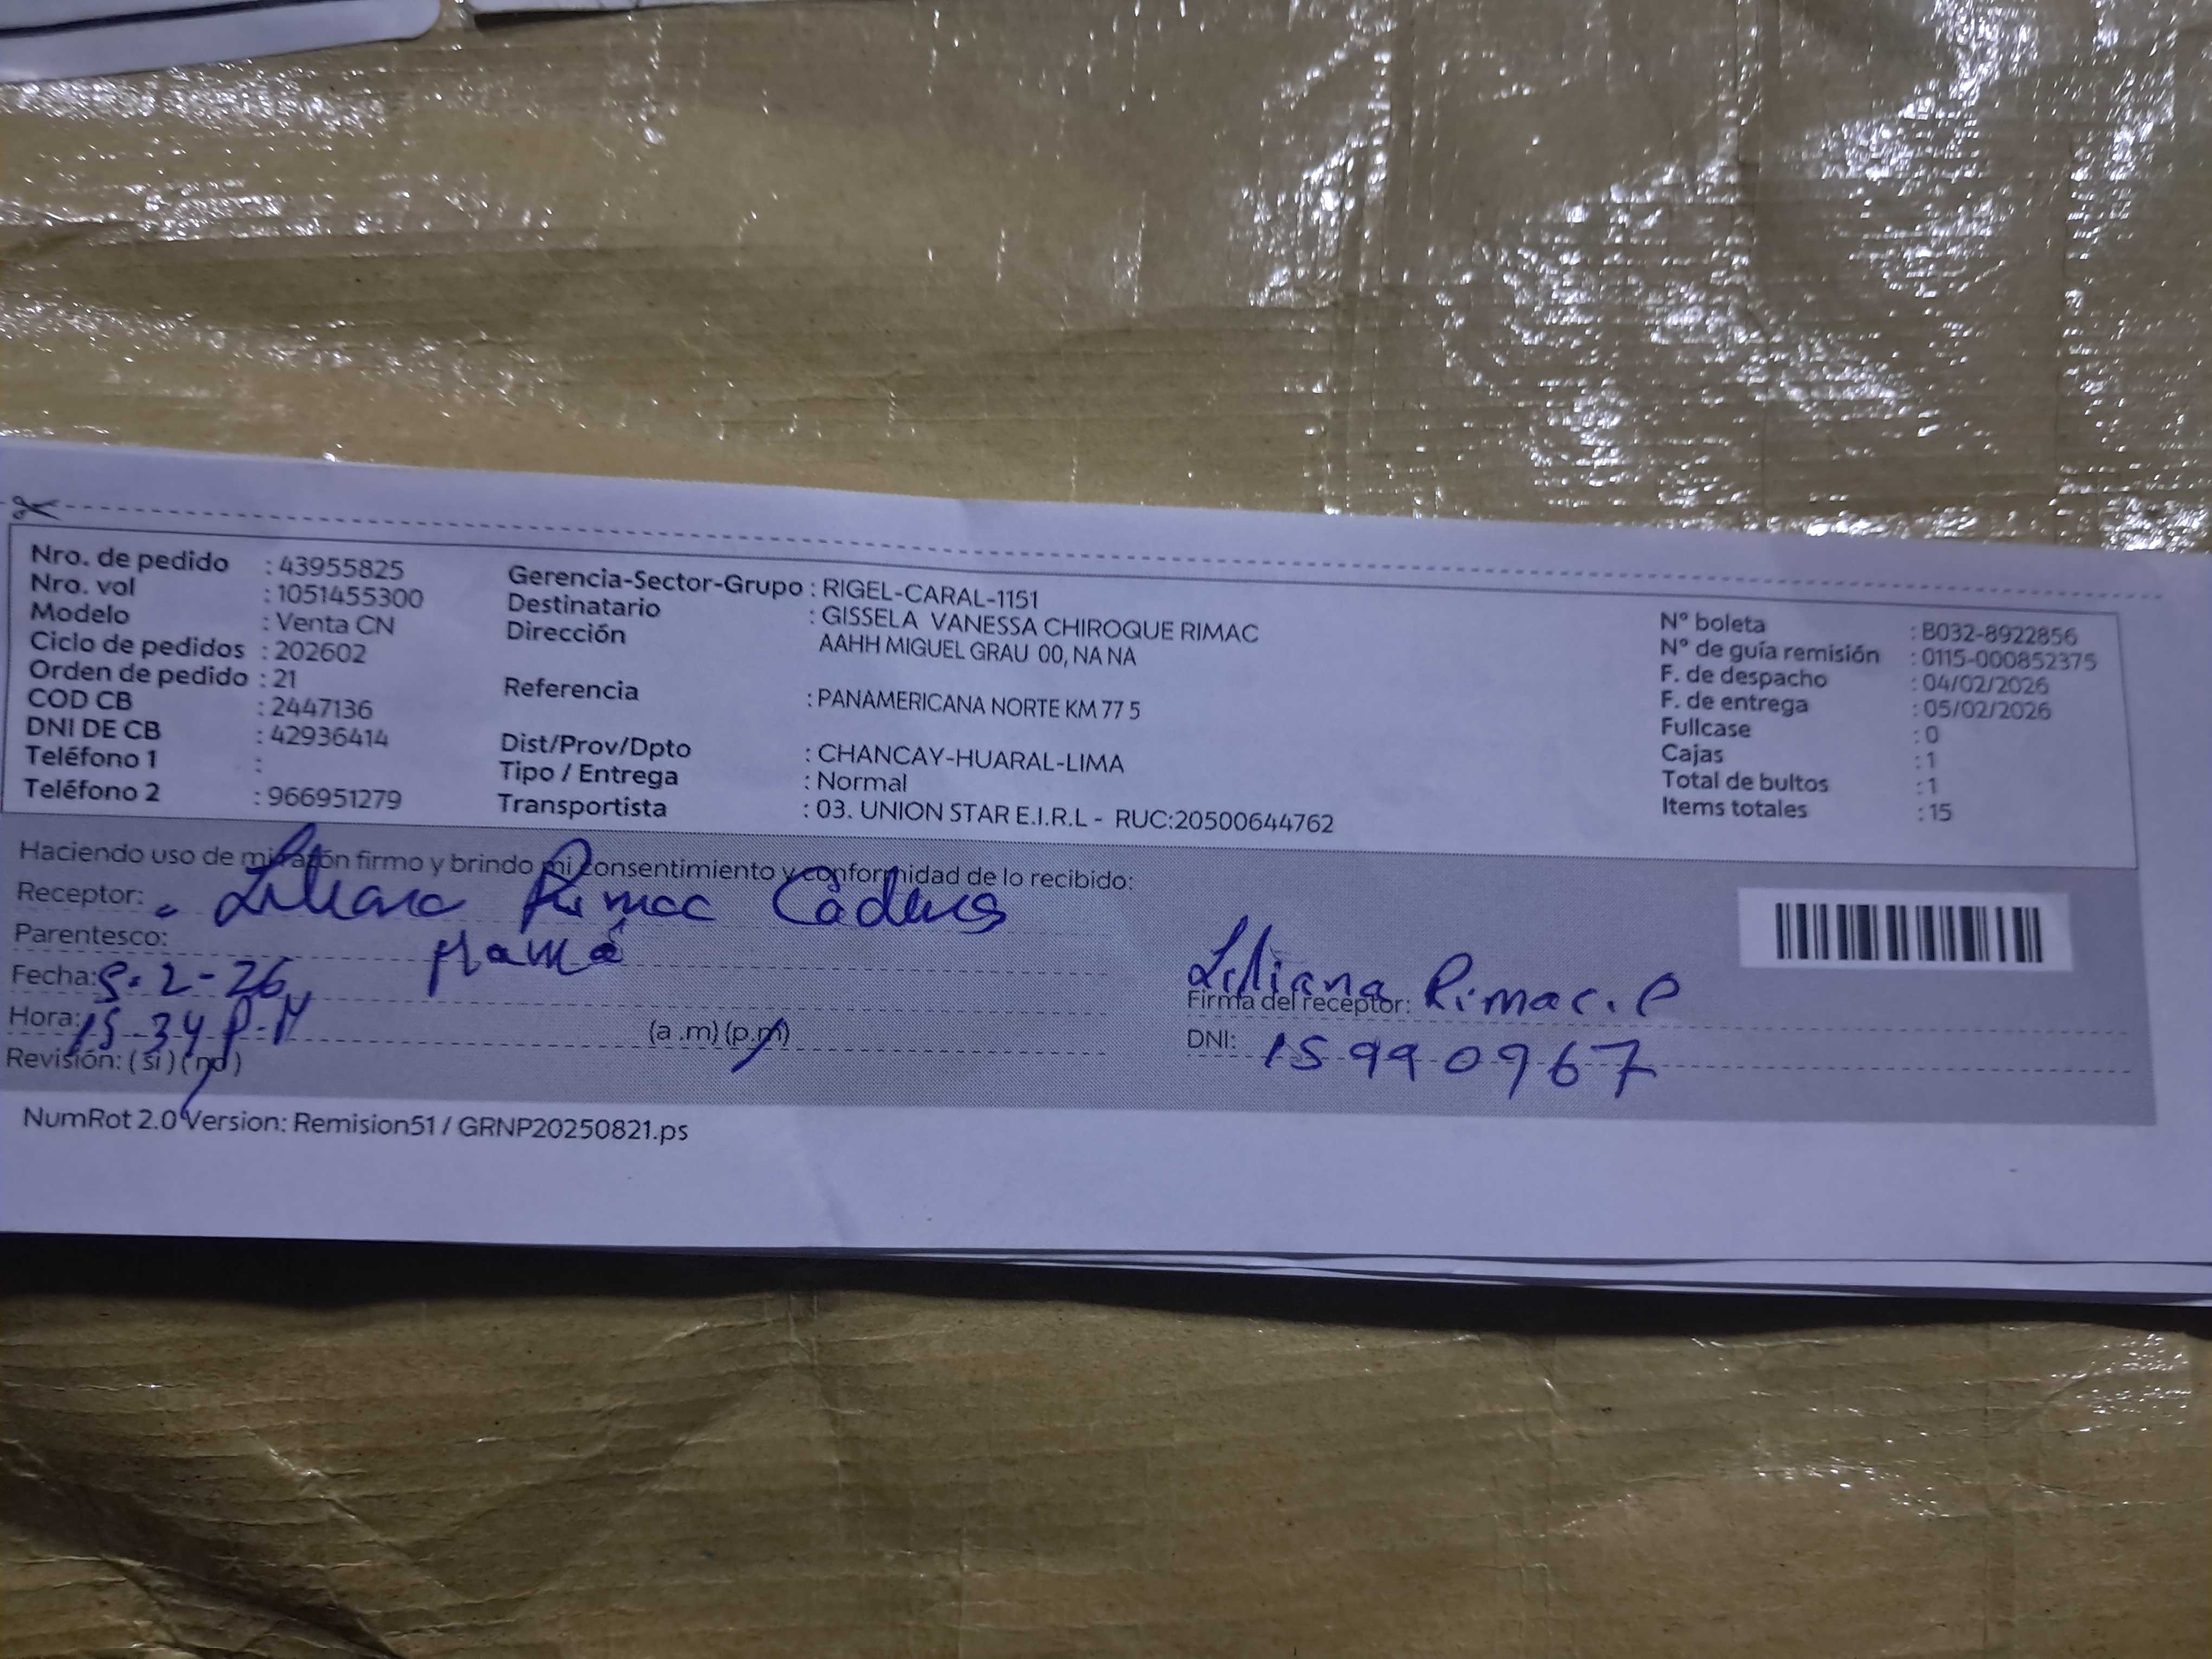 Nro. de pedido : 43955825
Nro. vol : 1051455300
Modelo : Venta CN
Ciclo de pedidos : 202602
Orden de pedido : 21
COD CB : 2447136
DNI DE CB : 42936414
Teléfono 1 :
Teléfono 2 : 966951279
Gerencia-Sector-Grupo : RIGEL-CARAL-1151
Destinatario : GISSELA VANESSA CHIROQUE RIMAC
Dirección AAHH MIGUEL GRAU 00, NA NA
Referencia : PANAMERICANA NORTE KM 77 5
Dist/Prov/Dpto : CHANCAY-HUARAL-LIMA
Tipo / Entrega : Normal
Transportista : 03. UNION STAR E.I.R.L - RUC:20500644762
N° boleta : B032-8922856
N° de guía remisión : 0115-000852375
F. de despacho : 04/02/2026
F. de entrega : 05/02/2026
Fullcase : 0
Cajas : 1
Total de bultos : 1
Items totales : 15
Haciendo uso de mi razón firmo y brindo mi consentimiento y conformidad de lo recibido:
Receptor: Liliana Rimac
Parentesco: Mamá
Fecha: 5-2-26
Hora: 15-34 P.M (a.m) (p.m)
Revisión: (si) (no)
Liliana Rimac.
Firma del receptor:
DNI: 15990967
NumRot 2.0 Version: Remision51 / GRNP20250821.ps